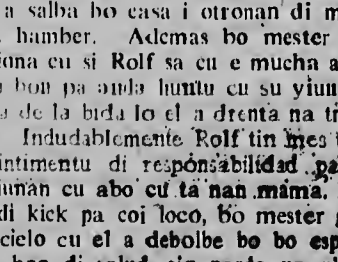 a salba bo casa i otronan di m
hamber. Ademas bo mester
iona cu si Rolf sa cu e mucha a
bon pa anda huntu cu su yiun
de la bida lo el a drenta na ti
Indudablemente Rolf tin mes t
intimentu di responsabilidad pa
iunan cu abo cu ta nan mama.
di kick pa coi loco, bo mester
cielo cu el a debolbe bo bo esp